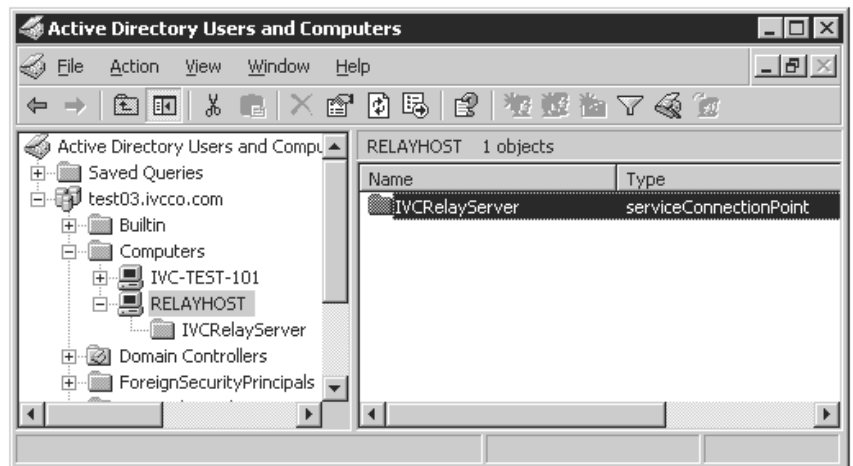 Active Directory Users and Computers
File Action View Window Help
Active Directory Users and Compu
Saved Queries
test03.ivcco.com
Builtin
Computers
IVC-TEST-101
RELAYHOST
IVCRelayServer
Domain Controllers
ForeignSecurityPrincipals
RELAYHOST 1 objects
Name Type
IVCRelayServer serviceConnectionPoint